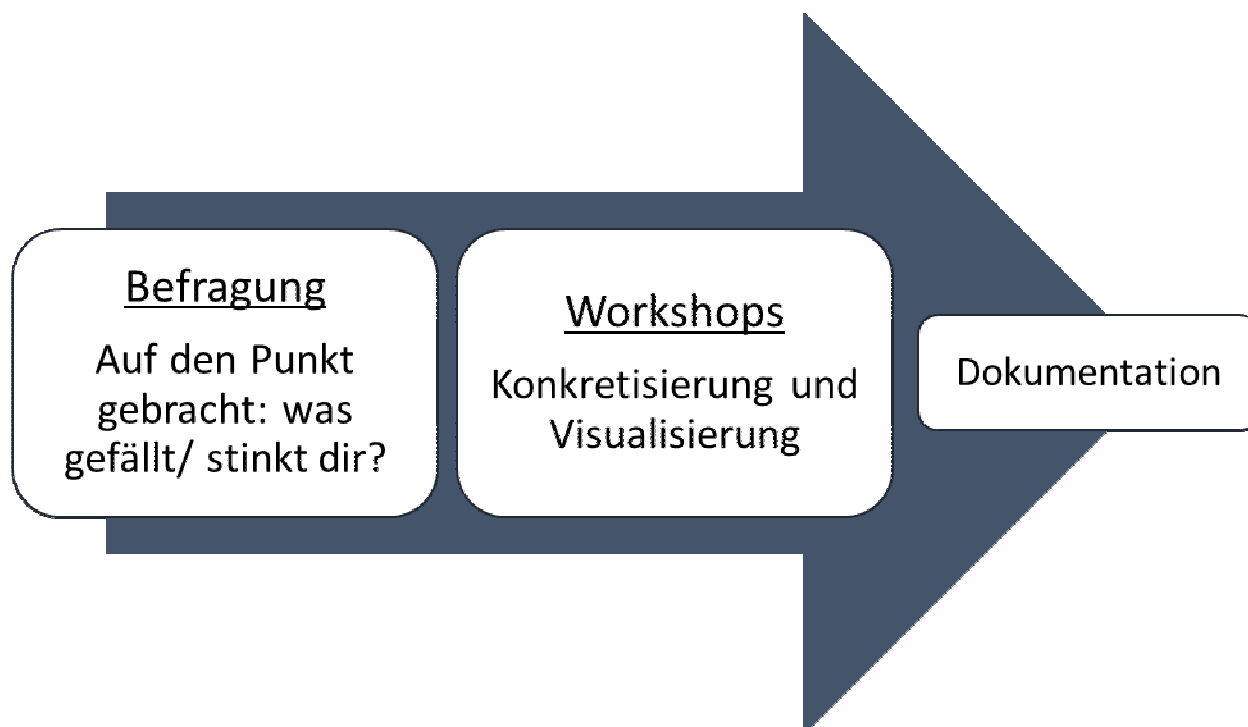 Befragung
Auf den Punkt
gebracht: was
gefällt/ stinkt dir?
Workshops
Konkretisierung und
Visualisierung
Dokumentation